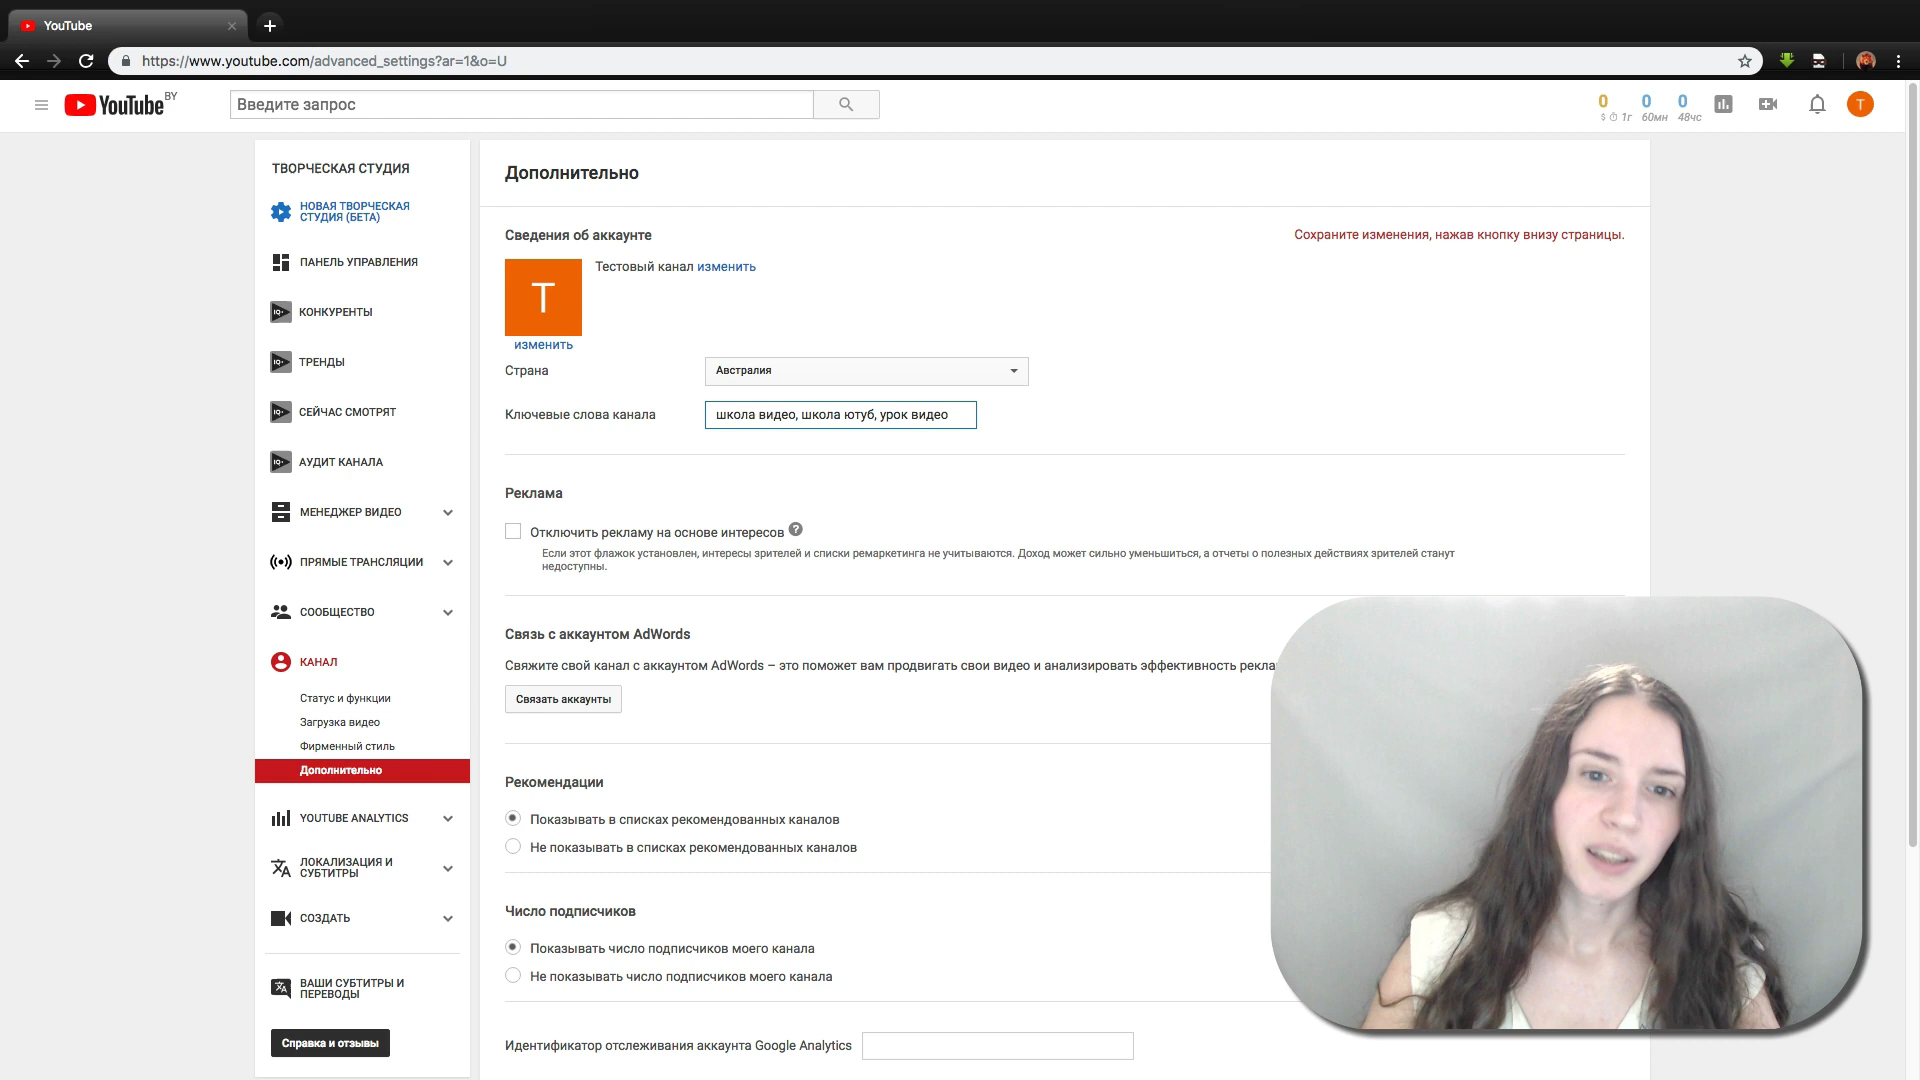 YouTube
https://www.youtube.com/advanced_settings?ar=1&o=U
YouTube BY
Введите запрос
0 0 0
$ 1г 60мн 48чс
T
ТВОРЧЕСКАЯ СТУДИЯ
НОВАЯ ТВОРЧЕСКАЯ
СТУДИЯ (БЕТА)
ПАНЕЛЬ УПРАВЛЕНИЯ
КОНКУРЕНТЫ
ТРЕНДЫ
СЕЙЧАС СМОТРЯТ
АУДИТ КАНАЛА
МЕНЕДЖЕР ВИДЕО
ПРЯМЫЕ ТРАНСЛЯЦИИ
СООБЩЕСТВО
КАНАЛ
Статус и функции
Загрузка видео
Фирменный стиль
Дополнительно
YOUTUBE ANALYTICS
ЛОКАЛИЗАЦИЯ И
СУБТИТРЫ
СОЗДАТЬ
ВАШИ СУБТИТРЫ И
ПЕРЕВОДЫ
Справка и отзывы
Дополнительно
Сведения об аккаунте
Сохраните изменения, нажав кнопку внизу страницы.
T
Тестовый канал изменить
изменить
Страна
Австралия
Ключевые слова канала
школа видео, школа ютуб, урок видео
Реклама
Отключить рекламу на основе интересов ?
Если этот флажок установлен, интересы зрителей и списки ремаркетинга не учитываются. Доход может сильно уменьшиться, а отчеты о полезных действиях зрителей станут
недоступны.
Связь с аккаунтом AdWords
Свяжите свой канал с аккаунтом AdWords – это поможет вам продвигать свои видео и анализировать эффективность рекла
Связать аккаунты
Рекомендации
Показывать в списках рекомендованных каналов
Не показывать в списках рекомендованных каналов
Число подписчиков
Показывать число подписчиков моего канала
Не показывать число подписчиков моего канала
Идентификатор отслеживания аккаунта Google Analytics